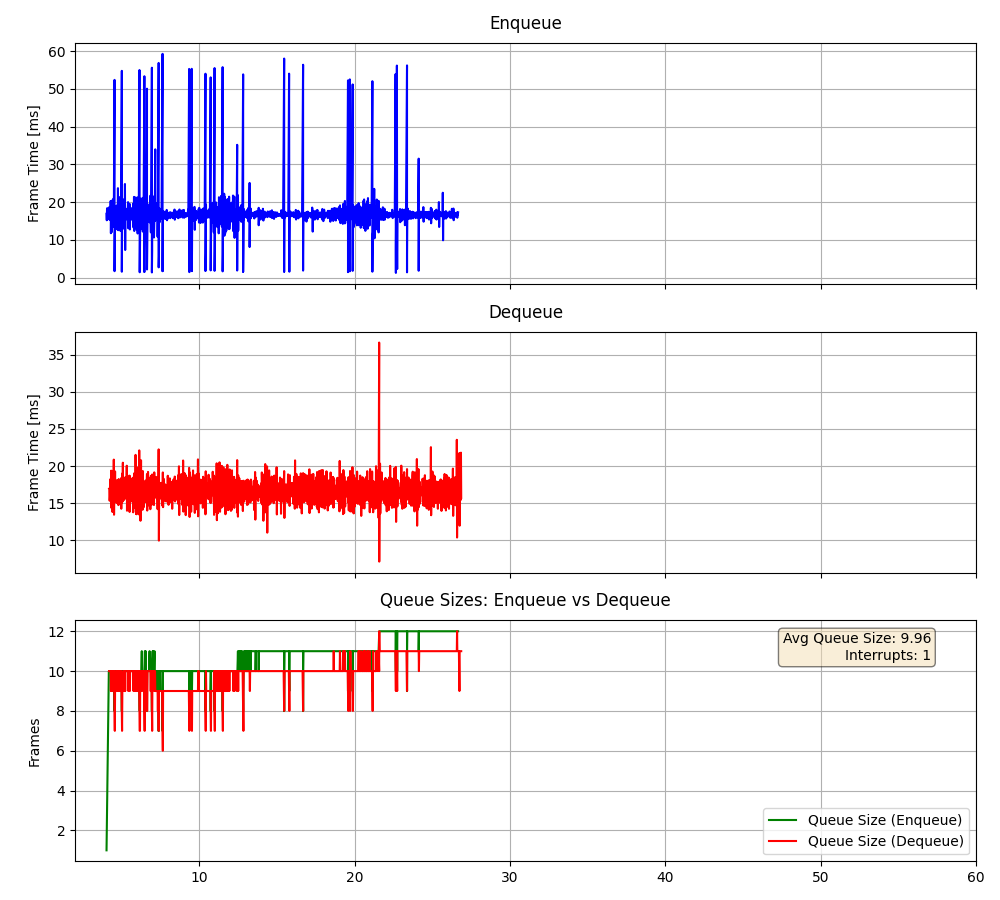 Enqueue
Frame Time [ms]
60
50
40
30
20
10
0
Dequeue
Frame Time [ms]
35
30
25
20
15
10
Queue Sizes: Enqueue vs Dequeue
Frames
12
10
8
6
4
2
Avg Queue Size: 9.96
Interrupts: 1
Queue Size (Enqueue)
Queue Size (Dequeue)
10 20 30 40 50 60